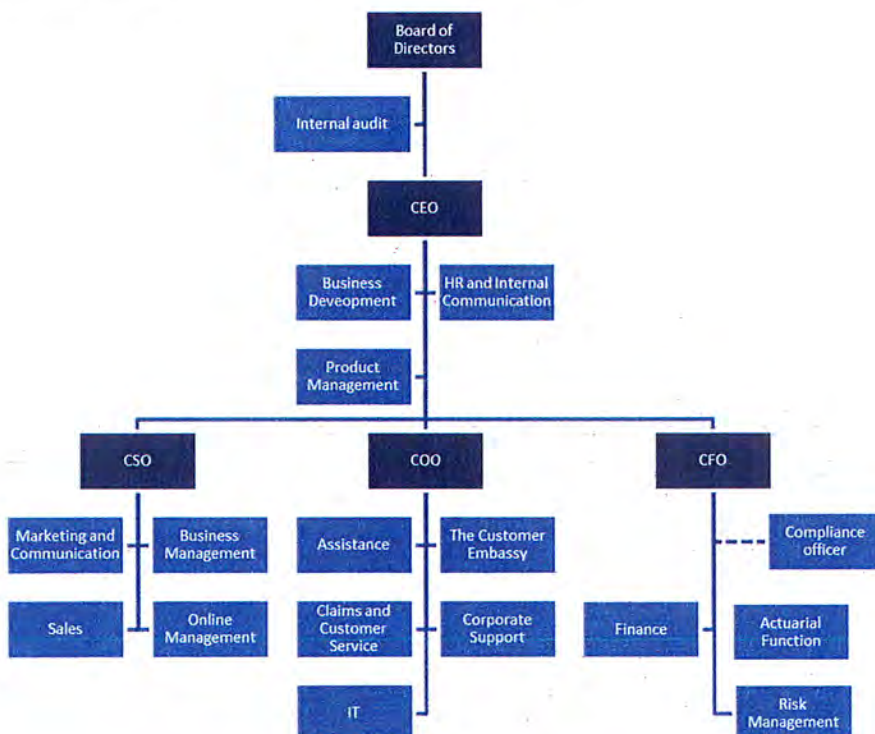 Board of
Directors
Internal audit
CEO
Business
Deveopment
HR and Internal
Communication
Product
Management
CSO
COO
CFO
Marketing and
Communication
Business
Management
Assistance
The Customer
Embassy
Compliance
officer
Sales
Online
Management
Claims and
Customer
Service
Corporate
Support
Finance
Actuarial
Function
IT
Risk
Management